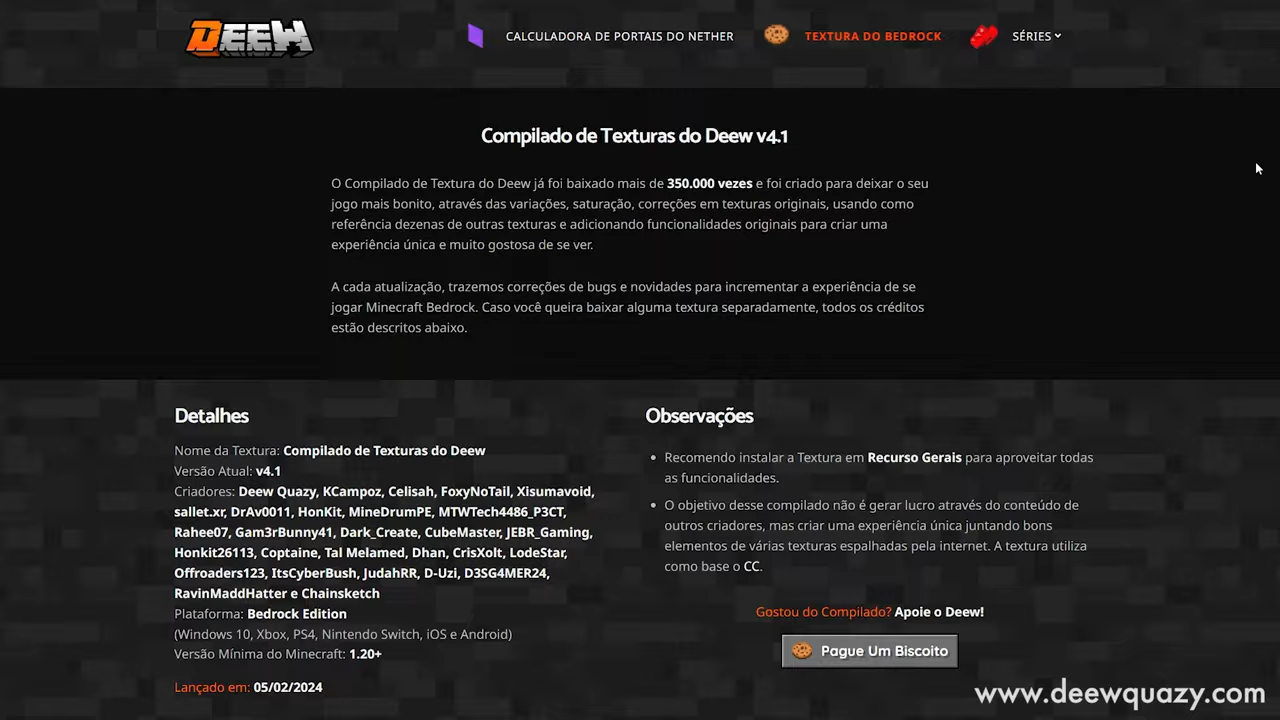 DEEW
CALCULADORA DE PORTAIS DO NETHER
TEXTURA DO BEDROCK
SÉRIES
Compilado de Texturas do Deew v4.1
O Compilado de Textura do Deew já foi baixado mais de 350.000 vezes e foi criado para deixar o seu
jogo mais bonito, através das variações, saturação, correções em texturas originais, usando como
referência dezenas de outras texturas e adicionando funcionalidades originais para criar uma
experiência única e muito gostosa de se ver.
A cada atualização, trazemos correções de bugs e novidades para incrementar a experiência de se
jogar Minecraft Bedrock. Caso você queira baixar alguma textura separadamente, todos os créditos
estão descritos abaixo.
Detalhes
Nome da Textura: Compilado de Texturas do Deew
Versão Atual: v4.1
Criadores: Deew Quazy, KCampoz, Celisah, FoxyNoTail, Xisumavoid,
sallet.xr, DrAv0011, HonKit, MineDrumPE, MTWTech4486_P3CT,
Rahee07, Gam3rBunny41, Dark_Create, CubeMaster, JEBR_Gaming,
Honkit26113, Coptaine, Tal Melamed, Dhan, CrisXolt, LodeStar,
Offroaders123, ItsCyberBush, JudahRR, D-Uzi, D3SG4MER24,
RavinMaddHatter e Chainsketch
Plataforma: Bedrock Edition
(Windows 10, Xbox, PS4, Nintendo Switch, iOS e Android)
Versão Mínima do Minecraft: 1.20+
Lançado em: 05/02/2024
Observações
Recomendo instalar a Textura em Recurso Gerais para aproveitar todas
as funcionalidades.
O objetivo desse compilado não é gerar lucro através do conteúdo de
outros criadores, mas criar uma experiência única juntando bons
elementos de várias texturas espalhadas pela internet. A textura utiliza
como base o CC.
Gostou do Compilado? Apoie o Deew!
Pague Um Biscoito
www.deewquazy.com